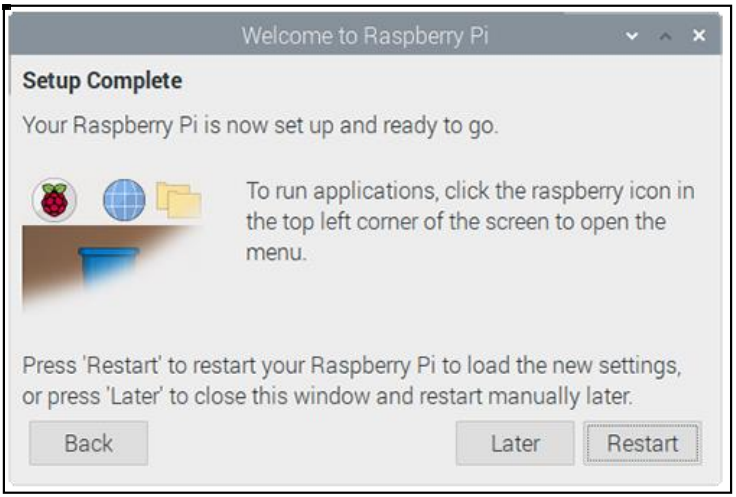 Welcome to Raspberry Pi
Setup Complete
Your Raspberry Pi is now set up and ready to go.
To run applications, click the raspberry icon in
the top left corner of the screen to open the
menu.
Press 'Restart' to restart your Raspberry Pi to load the new settings,
or press 'Later' to close this window and restart manually later.
Back
Later
Restart